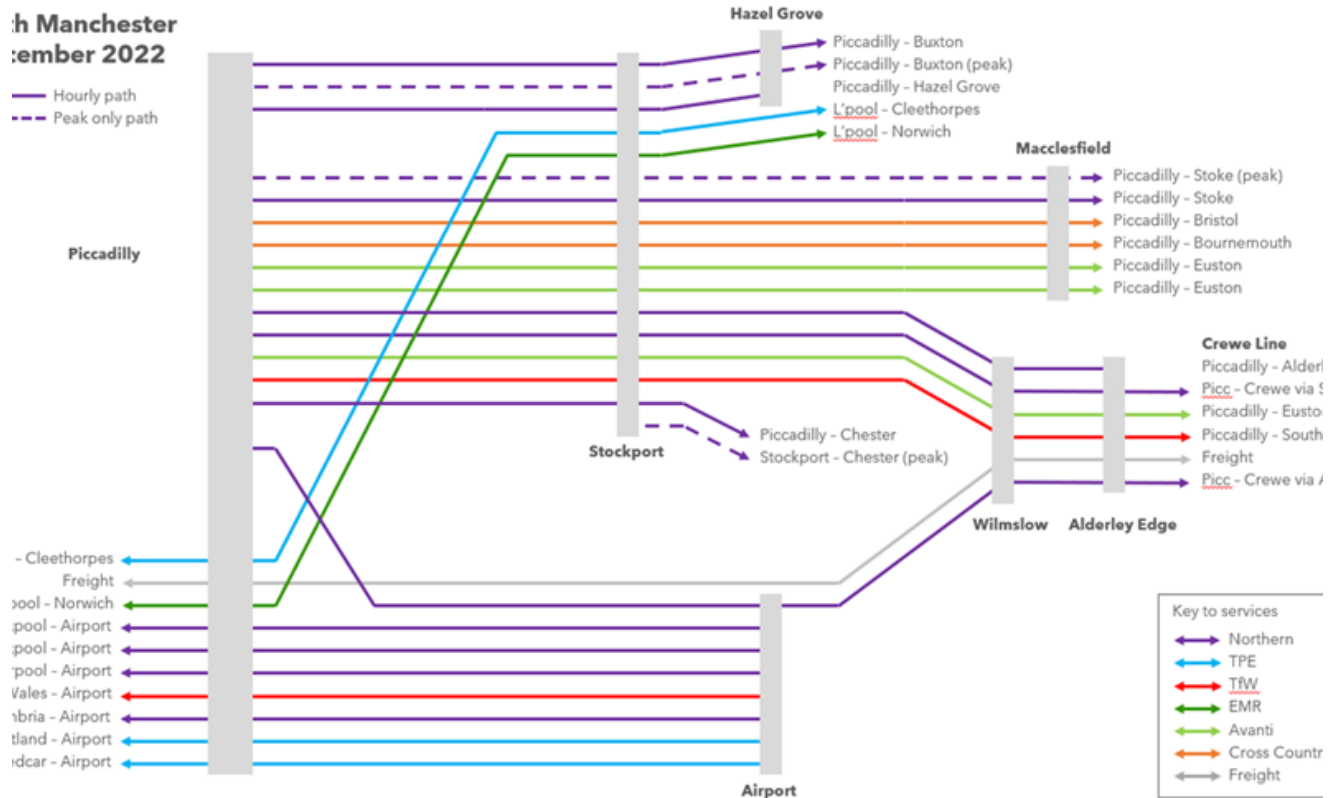 h Manchester
cember 2022
Hourly path
Peak only path
Hazel Grove
Piccadilly - Buxton
Piccadilly - Buxton (peak)
Piccadilly - Hazel Grove
L'pool - Cleethorpes
L'pool - Norwich
Macclesfield
Piccadilly - Stoke (peak)
Piccadilly - Stoke
Piccadilly - Bristol
Piccadilly - Bournemouth
Piccadilly - Euston
Piccadilly - Euston
Piccadilly
Crewe Line
Piccadilly - Alderl
Picc - Crewe via S
Piccadilly - Eusto
Piccadilly - South
Freight
Picc - Crewe via A
Piccadilly - Chester
Stockport - Chester (peak)
Stockport
Wilmslow
Alderley Edge
- Cleethorpes
Freight
pool - Norwich
pool - Airport
pool - Airport
rpool - Airport
Wales - Airport
mbria - Airport
tland - Airport
edcar - Airport
Airport
Key to services
Northern
TPE
TfW
EMR
Avanti
Cross Countr
Freight